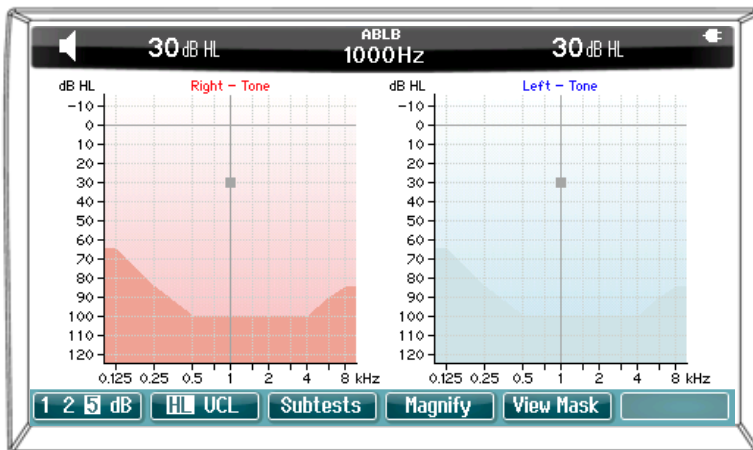 ABLB
30 dB HL 1000Hz 30 dB HL
dB HL Right - Tone dB HL Left - Tone
-10 -10
0 0
10 10
20 20
30 30
40 40
50 50
60 60
70 70
80 80
90 90
100 100
110 110
120 120
0.125 0.25 0.5 1 2 4 8 kHz 0.125 0.25 0.5 1 2 4 8 kHz
1 2 5 dB HL UCL Subtests Magnify View Mask